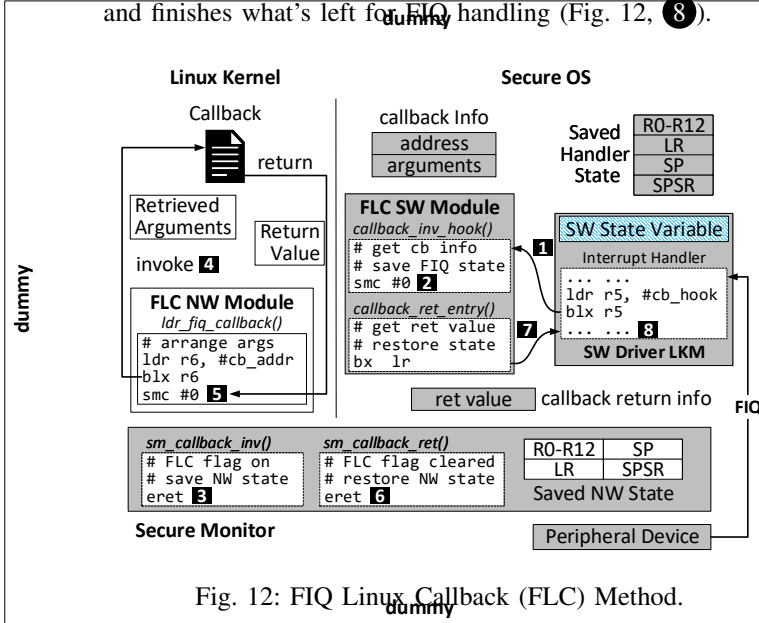 and finishes what's left for FIQ handling (Fig. 12, 8).
dummy
Linux Kernel
Secure OS
Callback
return
Retrieved
Arguments
Return
Value
invoke 4
FLC NW Module
ldr_fiq_callback()
# arrange args
ldr r6, #cb_addr
blx r6
smc #0 5
callback Info
address
arguments
Saved
Handler
State
R0-R12
LR
SP
SPSR
FLC SW Module
callback_inv_hook()
# get cb info
# save FIQ state
smc #0 2
callback_ret_entry()
# get ret value
# restore state
bx lr
1
7
SW State Variable
Interrupt Handler
... ...
ldr r5, #cb_hook
blx r5
... ... 8
SW Driver LKM
ret value
callback return info
FIQ
sm_callback_inv()
# FLC flag on
# save NW state
eret 3
sm_callback_ret()
# FLC flag cleared
# restore NW state
eret 6
R0-R12
SP
LR
SPSR
Saved NW State
Secure Monitor
Peripheral Device
dummy
Fig. 12: FIQ Linux Callback (FLC) Method.
dummy